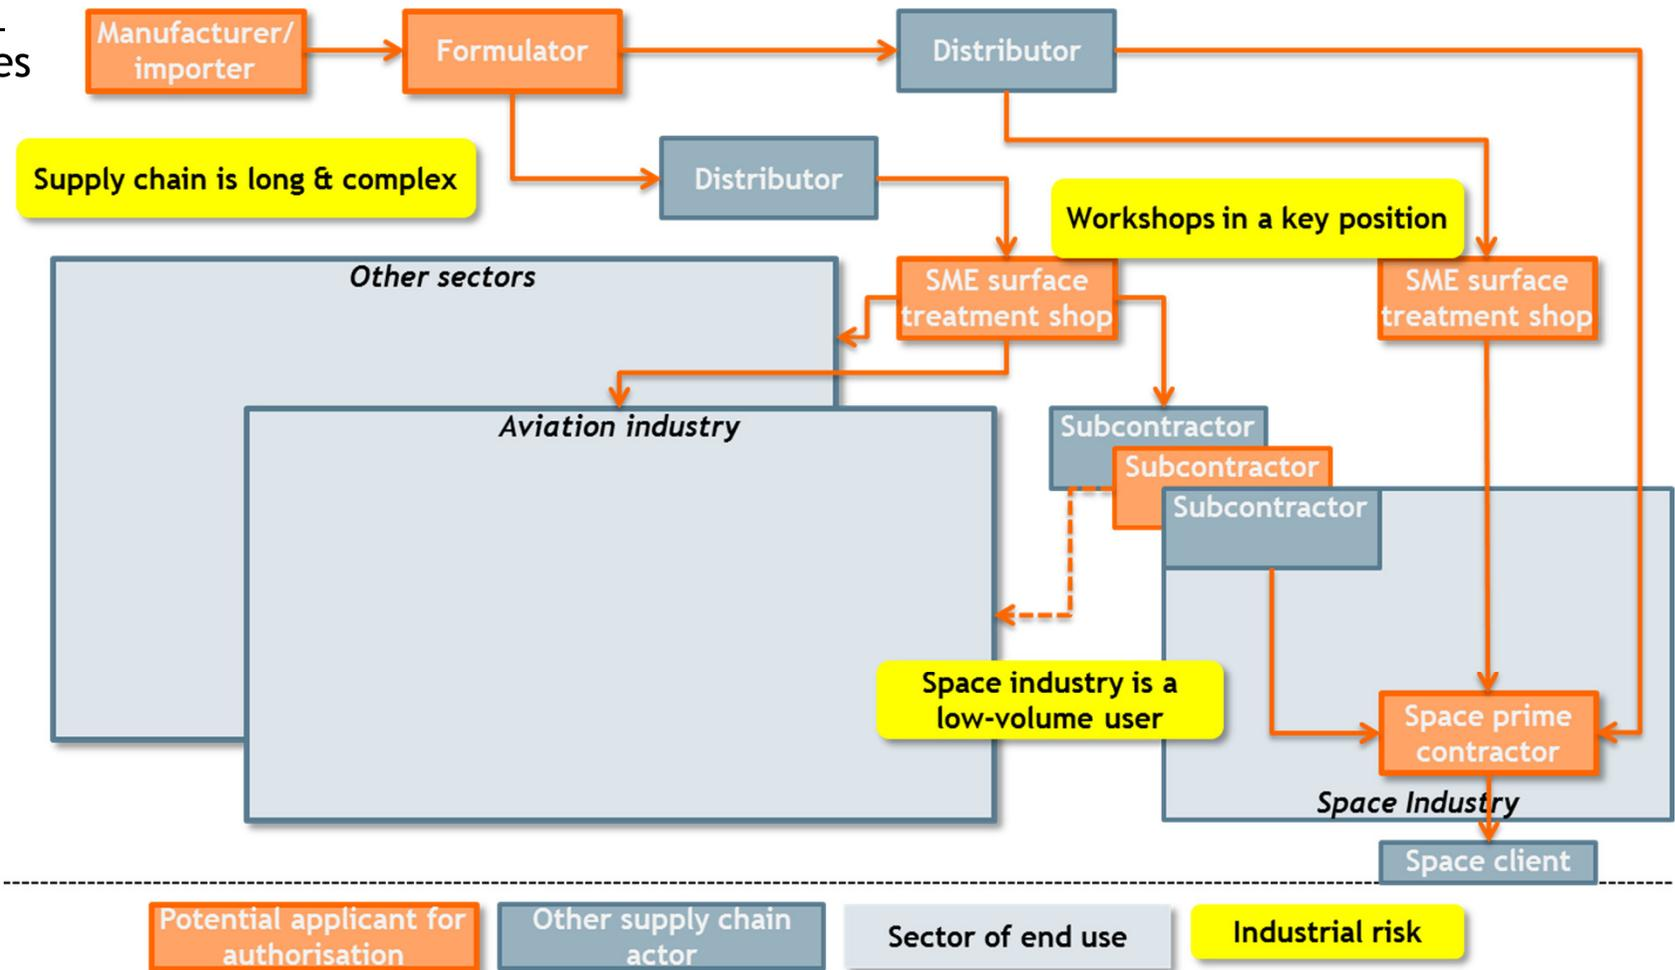 es
Manufacturer/
importer
Formulator
Distributor
Supply chain is long & complex
Distributor
Workshops in a key position
Other sectors
SME surface
treatment shop
SME surface
treatment shop
Aviation industry
Subcontractor
Subcontractor
Subcontractor
Space industry is a
low-volume user
Space prime
contractor
Space Industry
Space client
Potential applicant for
authorisation
Other supply chain
actor
Sector of end use
Industrial risk